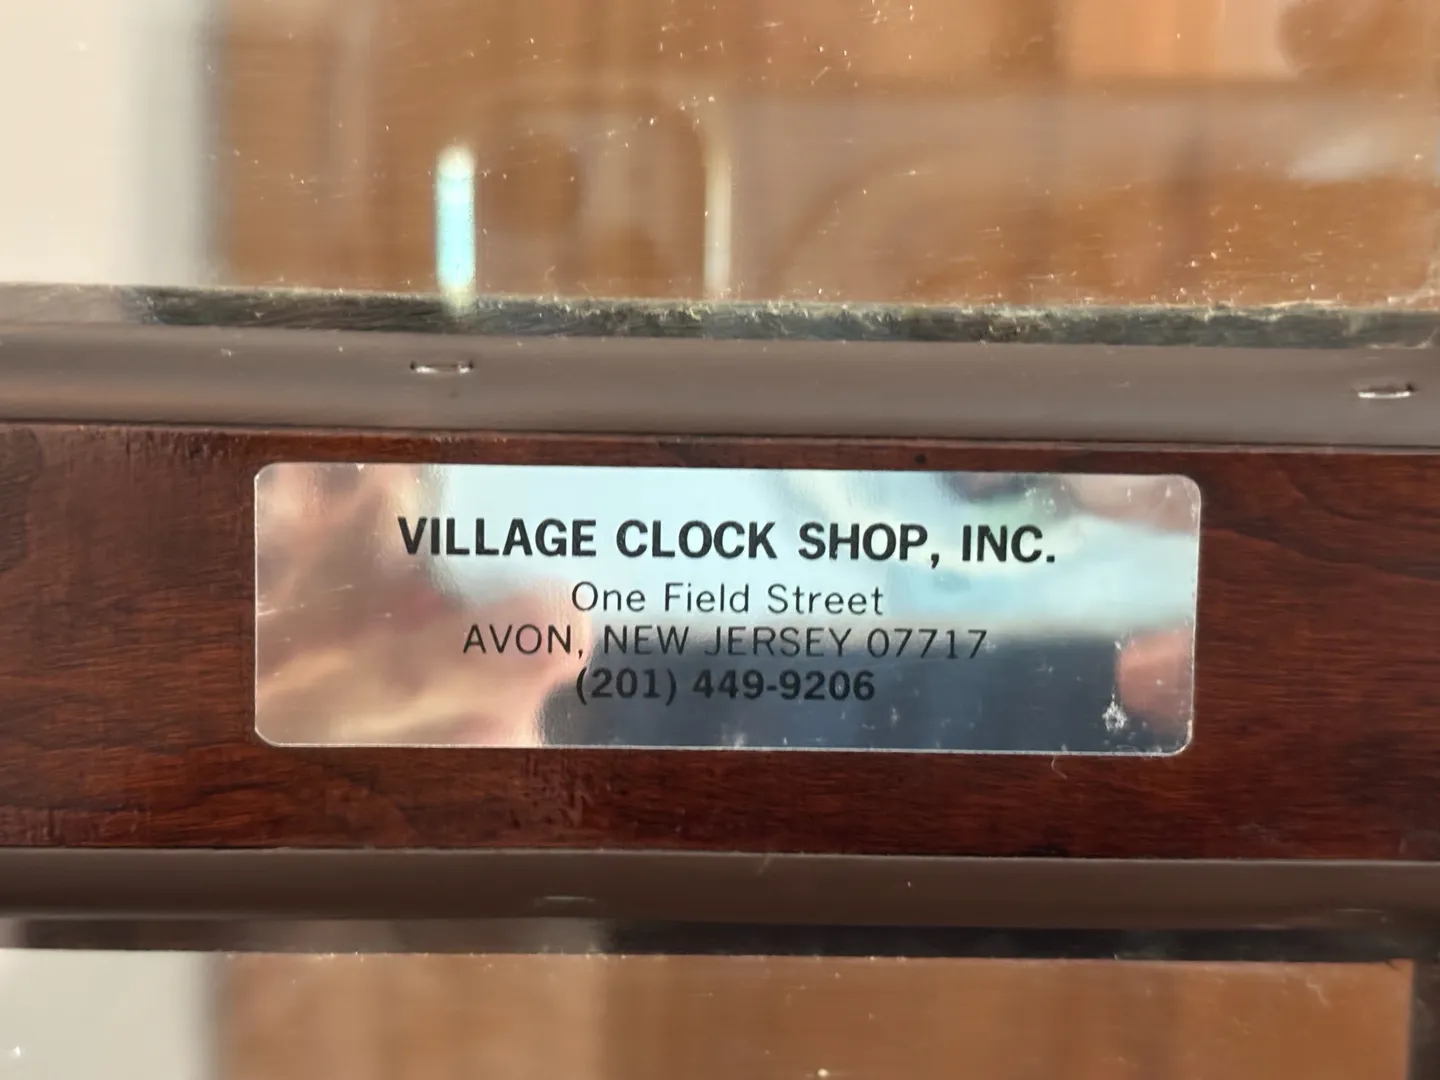 VILLAGE CLOCK SHOP, INC.
One Field Street
AVON, NEW JERSEY 07717
(201) 449-9206